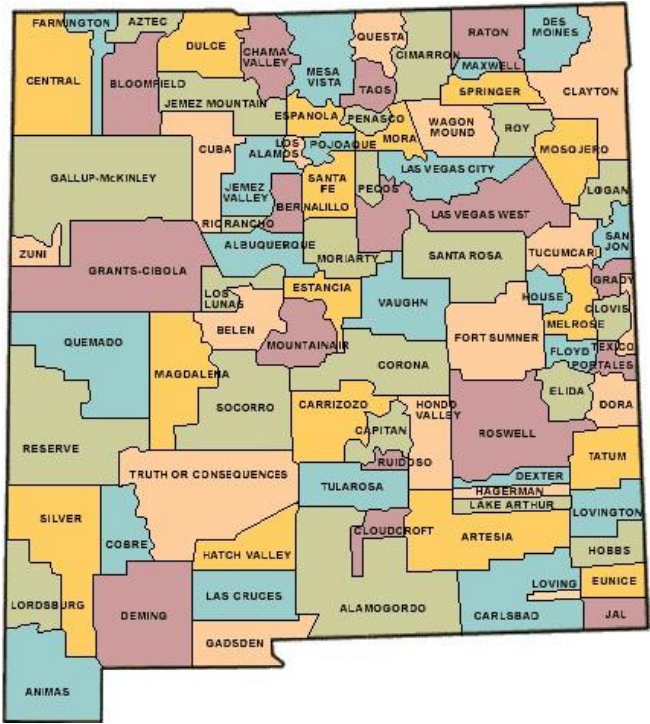 FARMINGTON
AZTEC
DULCE
CHAMA
VALLEY
QUESTA
RATON
DES
MOINES
CENTRAL
BLOOMFIELD
MESA
VISTA
CIMARRON
MAXWELL
TAOS
SPRINGER
CLAYTON
JEMEZ MOUNTAIN
ESPANOLA
PENASCO
WAGON
MOUND
ROY
MORA
CUBA
LOS
ALAMOS
POJOAQUE
MOSQJERO
GALLUP-McKINLEY
LAS VEGAS CITY
JEMEZ
VALLEY
SANTA
FE
PECOS
LOGAN
BERNALILLO
RIO RANCHO
LAS VEGAS WEST
ALBUQUERQUE
SAN
JON
ZUNI
MORIARTY
SANTA ROSA
TUCUMCARI
GRANTS-CIBOLA
GRADY
ESTANCIA
LOS
LUNAS
VAUGHN
HOUSE
CLOVIS
MELROSE
BELEN
FORT SUMNER
QUEMADO
MOUNTAINAIR
TEXICO
FLOYD
PORTALES
CORONA
MAGDALENA
ELIDA
SOCORRO
CARRIZOZO
HONDO
VALLEY
DORA
CAPITAN
ROSWELL
RESERVE
TATUM
RUIDOSO
TRUTH OR CONSEQUENCES
TULAROSA
DEXTER
HAGERMAN
LAKE ARTHUR
LOVINGTON
SILVER
CLOUDCROFT
ARTESIA
COBRE
HATCH VALLEY
HOBBS
LOVING
EUNICE
LORDSBURG
LAS CRUCES
ALAMOGORDO
DEMING
CARLSBAD
JAL
GADSDEN
ANIMAS